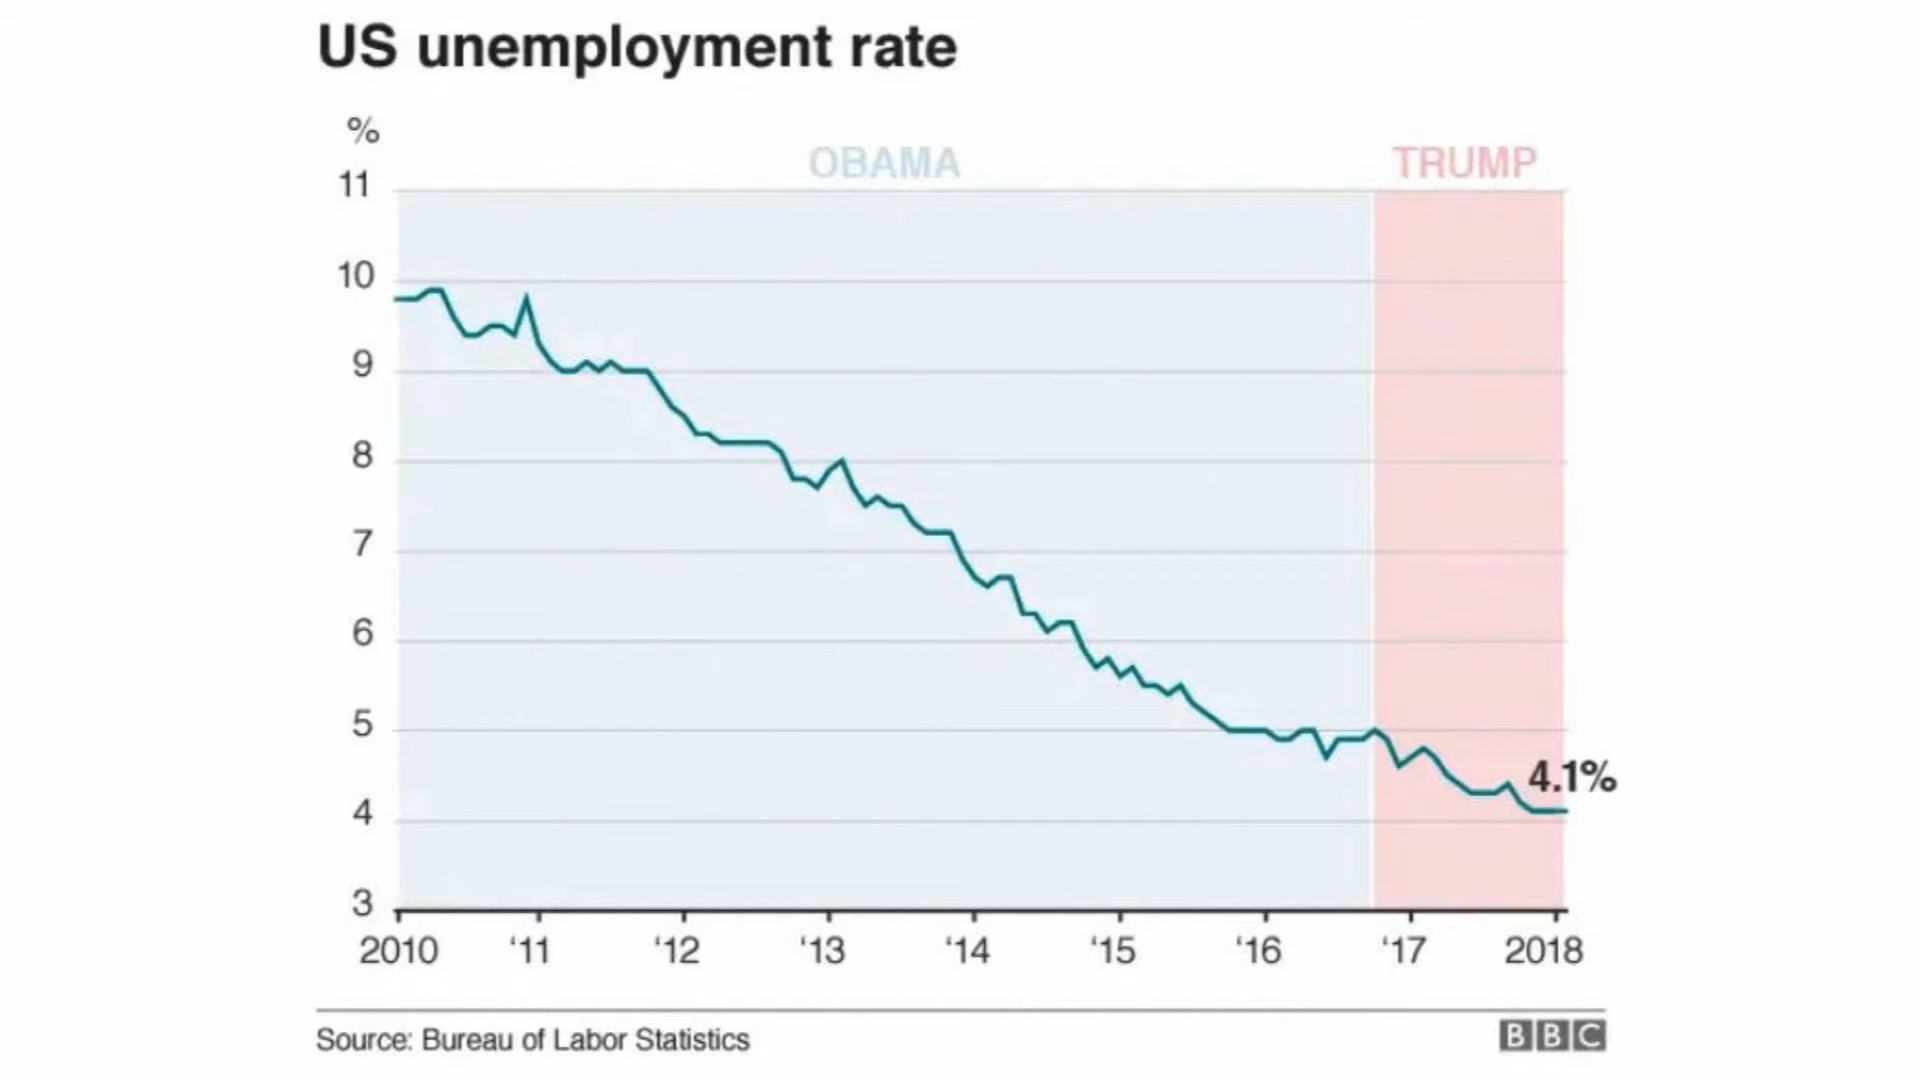 US unemployment rate
%
OBAMA TRUMP
11
10
9
8
7
6
5
4.1%
4
3
2010 '11 '12 '13 '14 '15 '16 '17 2018
Source: Bureau of Labor Statistics BBC